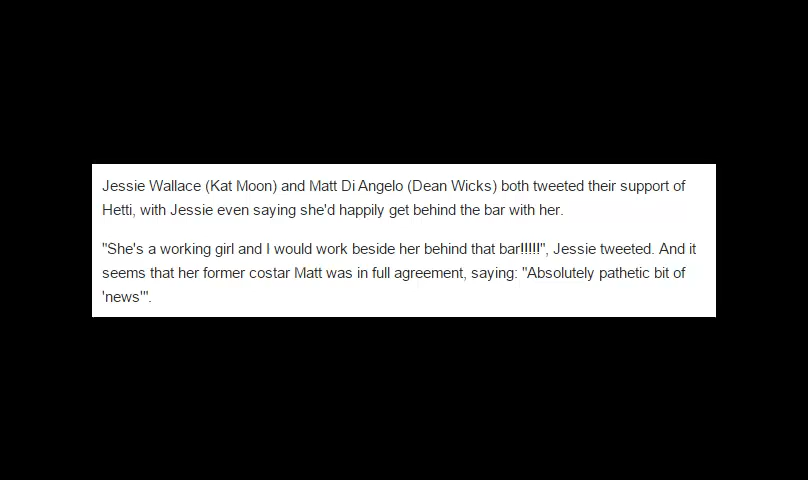 Jessie Wallace (Kat Moon) and Matt Di Angelo (Dean Wicks) both tweeted their support of
Hetti, with Jessie even saying she'd happily get behind the bar with her.
"She's a working girl and I would work beside her behind that bar!!!!!", Jessie tweeted. And it
seems that her former costar Matt was in full agreement, saying: "Absolutely pathetic bit of
'news'".